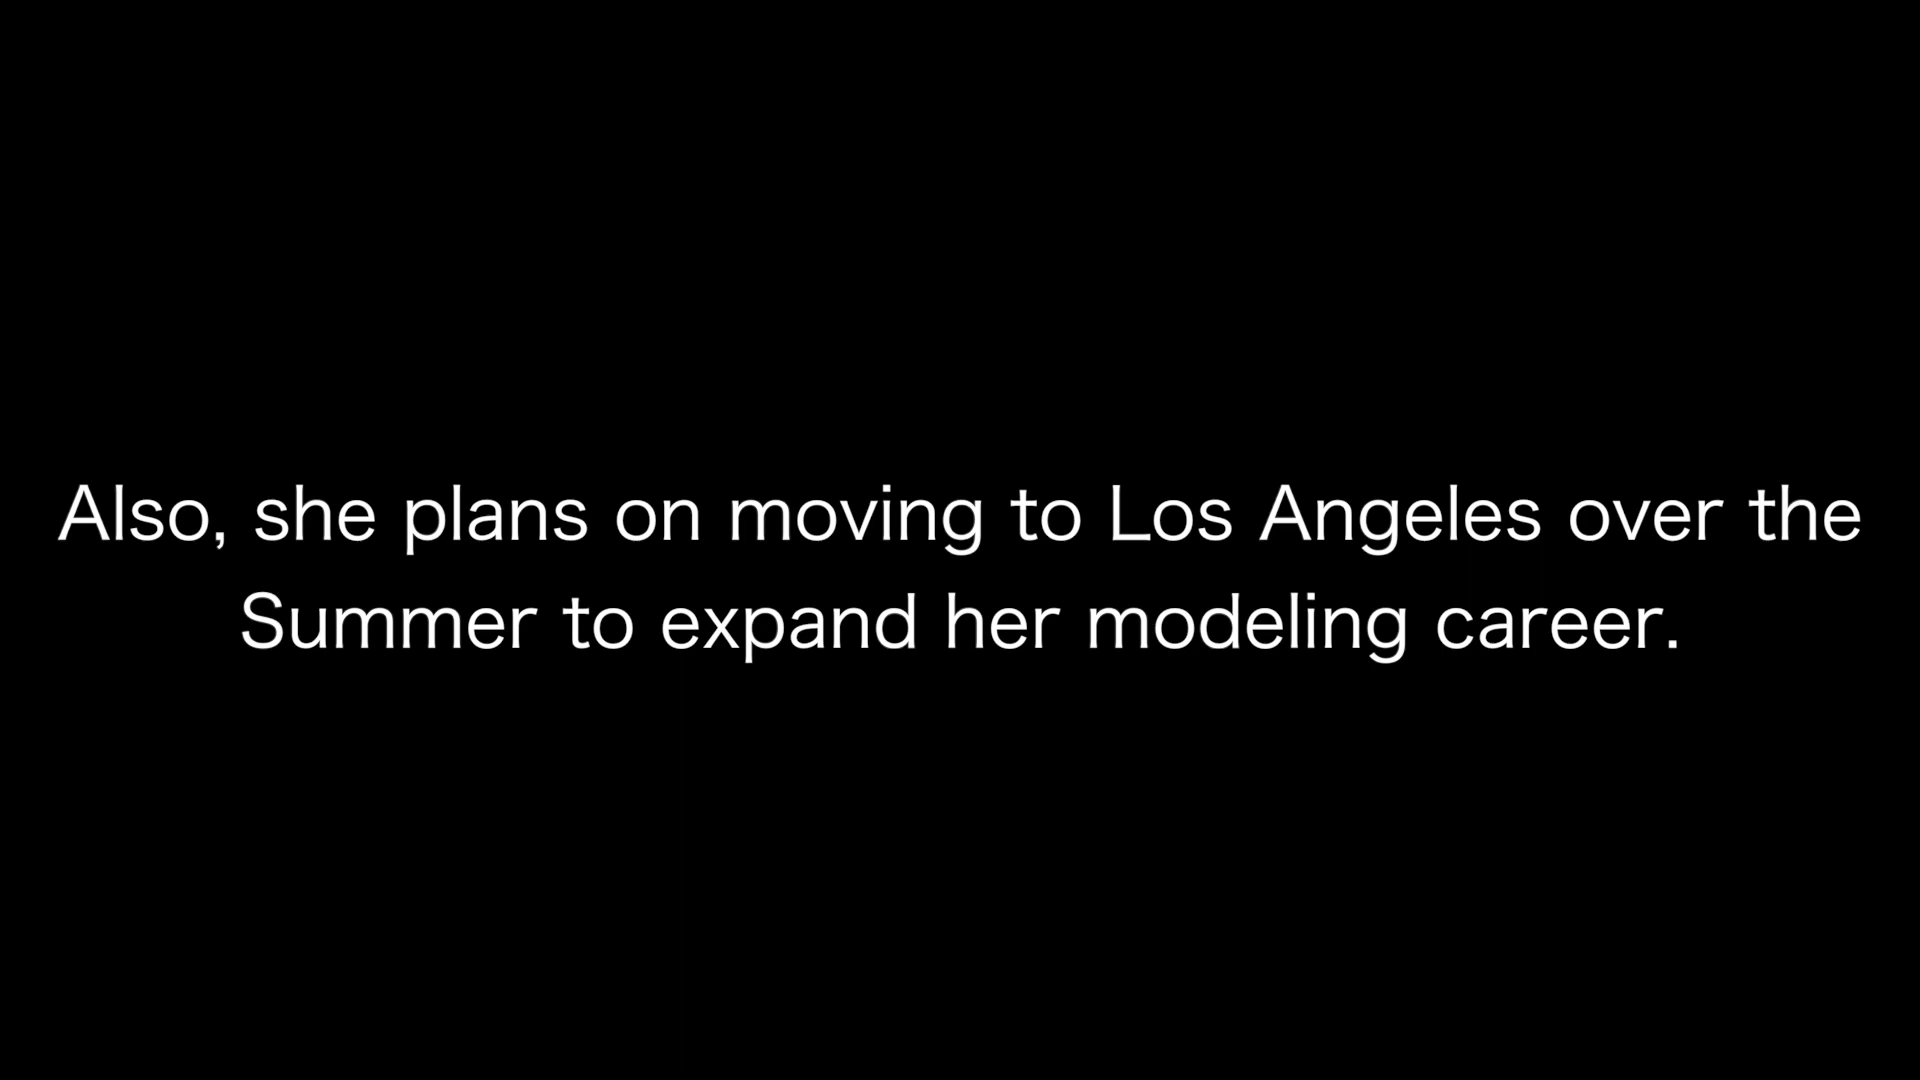 Also, she plans on moving to Los Angeles over the
Summer to expand her modeling career.